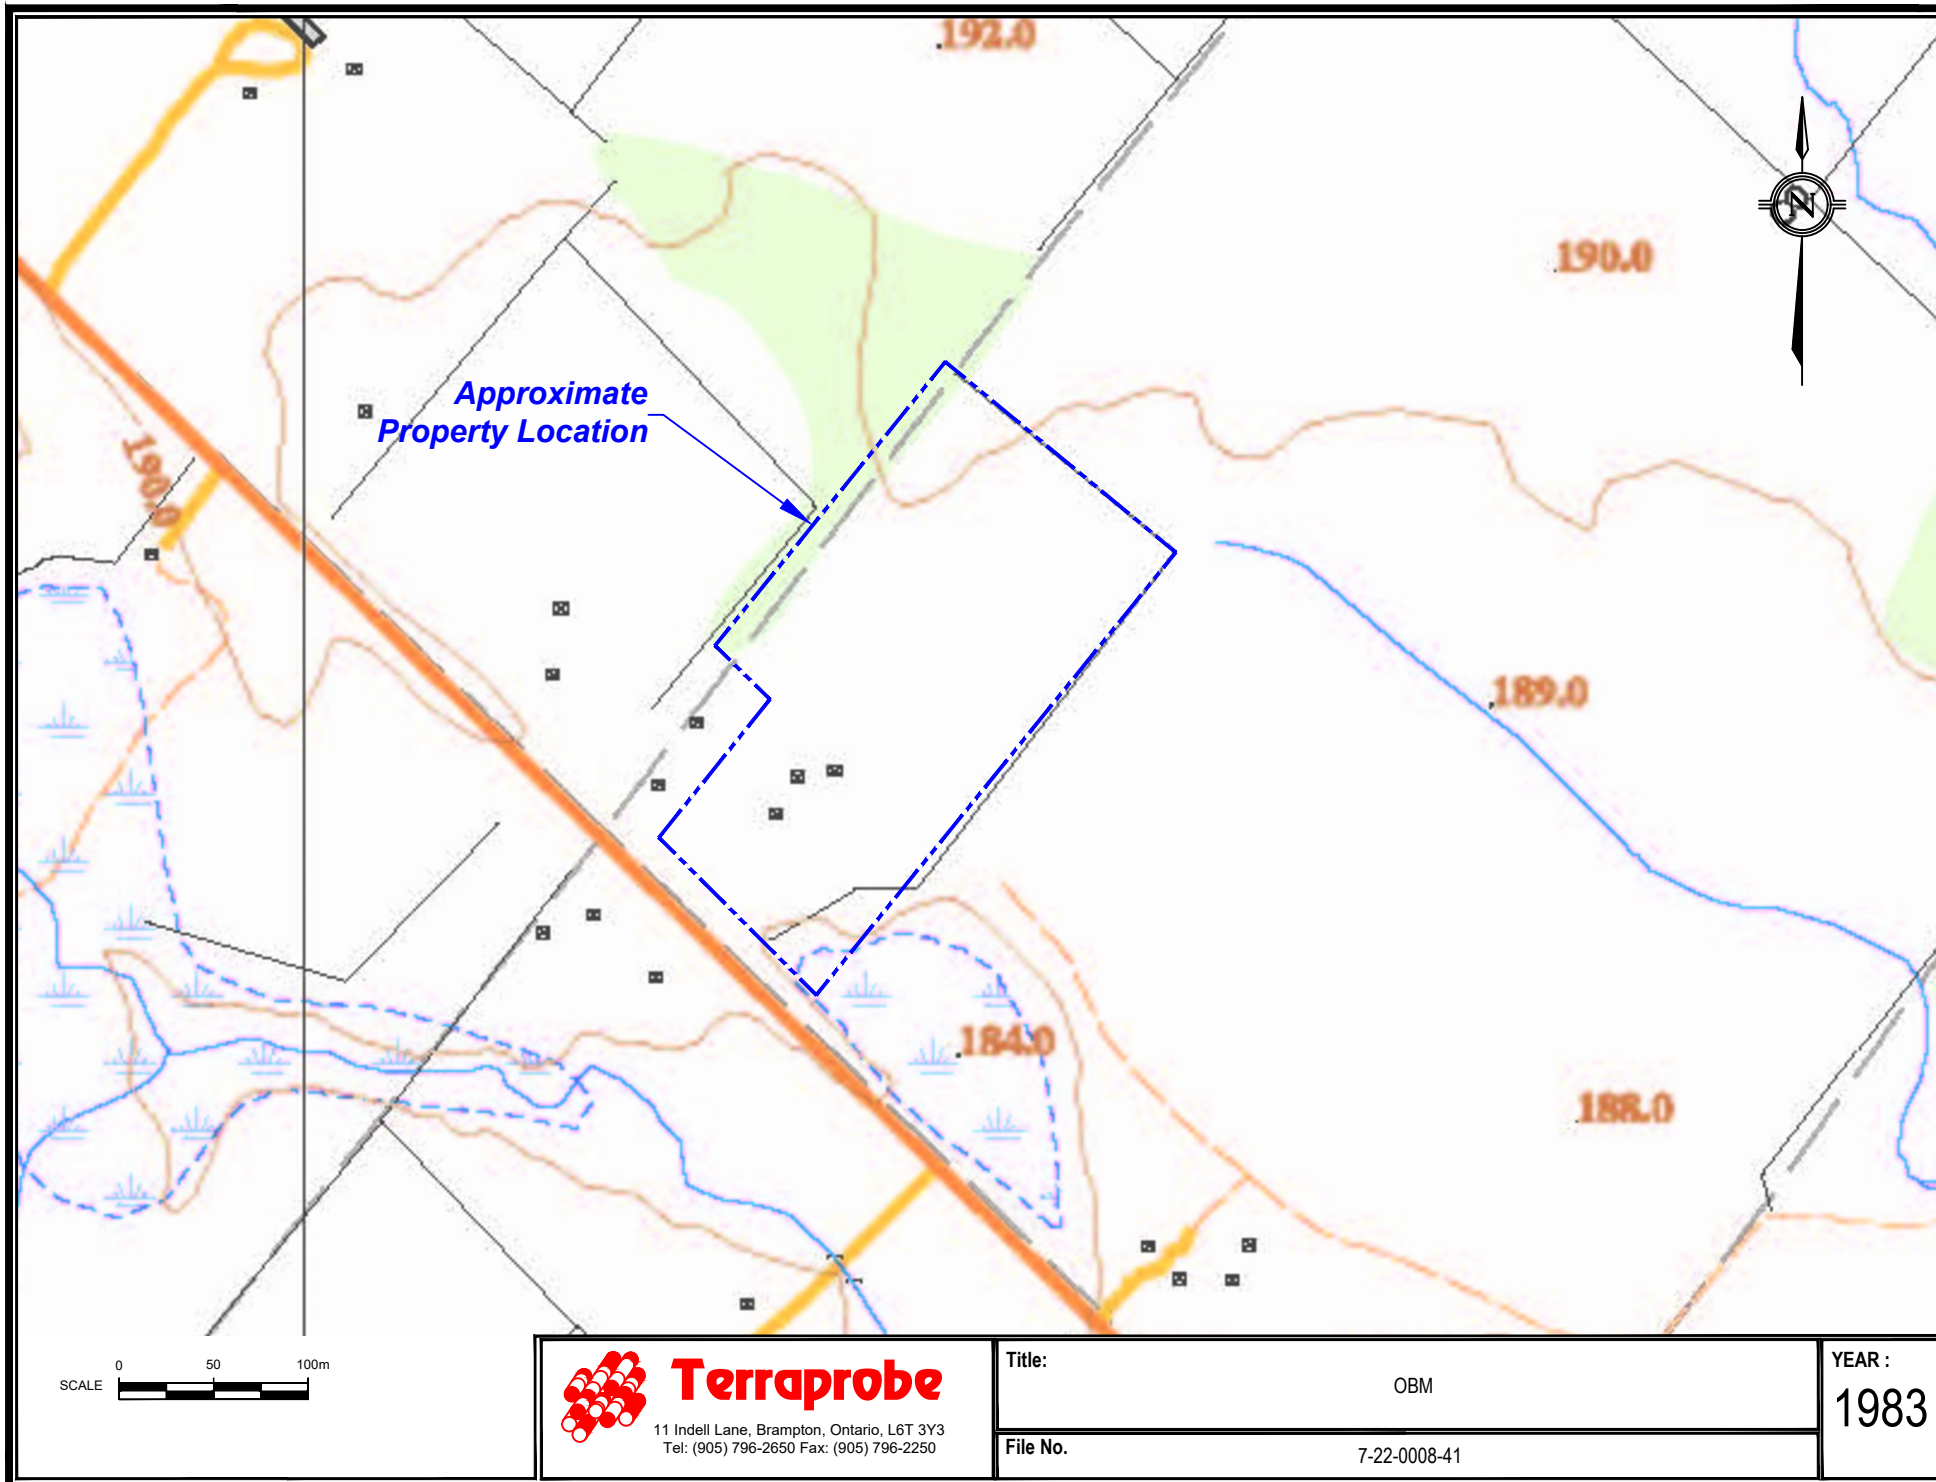 192.0
N
190.0
Approximate
Property Location
190.0
189.0
184.0
188.0
0 50 100m
SCALE
Terraprobe
11 Indell Lane, Brampton, Ontario, L6T 3Y3
Tel: (905) 796-2650 Fax: (905) 796-2250
Title:
OBM
File No.
7-22-0008-41
YEAR :
1983